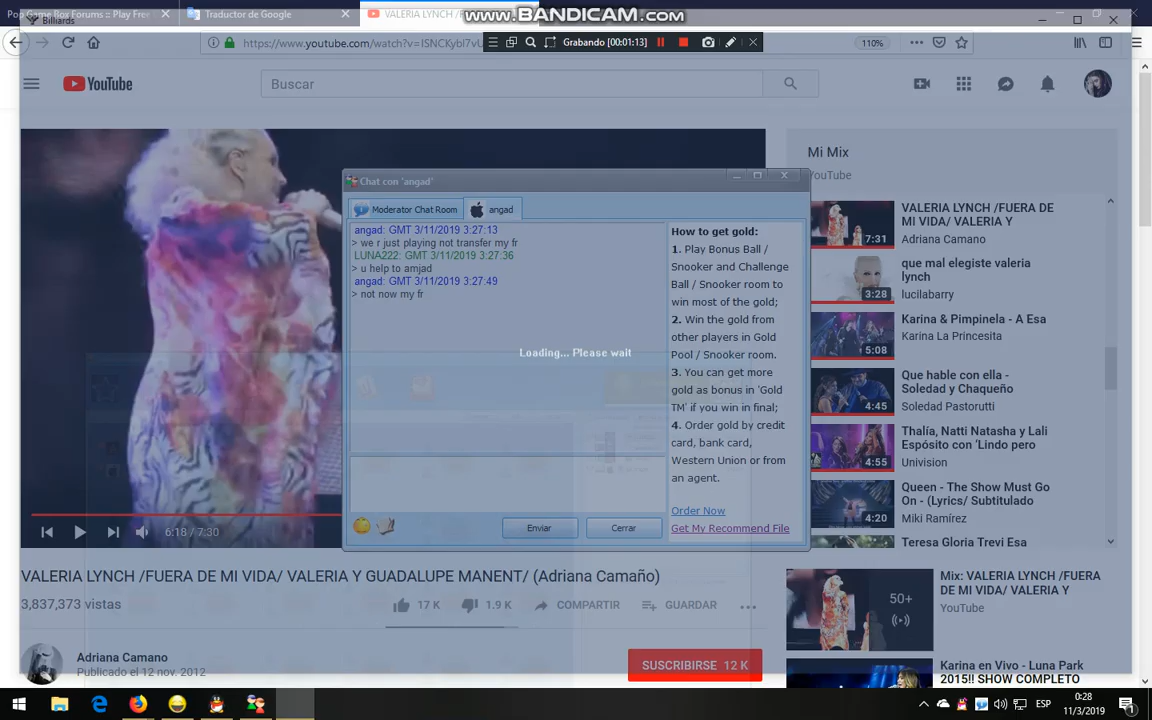 Pop Game Box Forums :: Play Free
Traductor de Google
VALERIA LYNCH /F
www.BANDICAM.com
Billiards
Grabando [00:01:13]
https://www.youtube.com/watch?v=ISNCKybI7vU
110%
YouTube
Buscar
Mi Mix
YouTube
Chat con 'angad'
Moderator Chat Room
angad
angad: GMT 3/11/2019 3:27:13
> we r just playing not transfer my fr
LUNA222: GMT 3/11/2019 3:27:36
> u help to amjad
angad: GMT 3/11/2019 3:27:49
> not now my fr
Loading... Please wait
How to get gold:
1. Play Bonus Ball /
Snooker and Challenge
Ball / Snooker room to
win most of the gold;
2. Win the gold from
other players in Gold
Pool / Snooker room.
3. You can get more
gold as bonus in 'Gold
TM' if you win in final;
4. Order gold by credit
card, bank card,
Western Union or from
an agent.
Order Now
Get My Recommend File
Enviar
Cerrar
VALERIA LYNCH /FUERA DE
MI VIDA/ VALERIA Y
Adriana Camano
7:31
que mal elegiste valeria
lynch
lucilabarry
3:28
Karina & Pimpinela - A Esa
Karina La Princesita
5:08
Que hable con ella -
Soledad y Chaqueño
Soledad Pastorutti
4:45
Thalía, Natti Natasha y Lali
Espósito con 'Lindo pero
Univision
4:55
Queen - The Show Must Go
On - (Lyrics/ Subtitulado
Miki Ramírez
4:20
Teresa Gloria Trevi Esa
6:18 / 7:30
VALERIA LYNCH /FUERA DE MI VIDA/ VALERIA Y GUADALUPE MANENT/ (Adriana Camaño)
3,837,373 vistas
17 K
1.9 K
COMPARTIR
GUARDAR
Adriana Camano
Publicado el 12 nov. 2012
SUSCRIBIRSE 12 K
50+
Mix: VALERIA LYNCH /FUERA
DE MI VIDA/ VALERIA Y
YouTube
Karina en Vivo - Luna Park
2015!! SHOW COMPLETO
ESP
0:28
11/3/2019
1